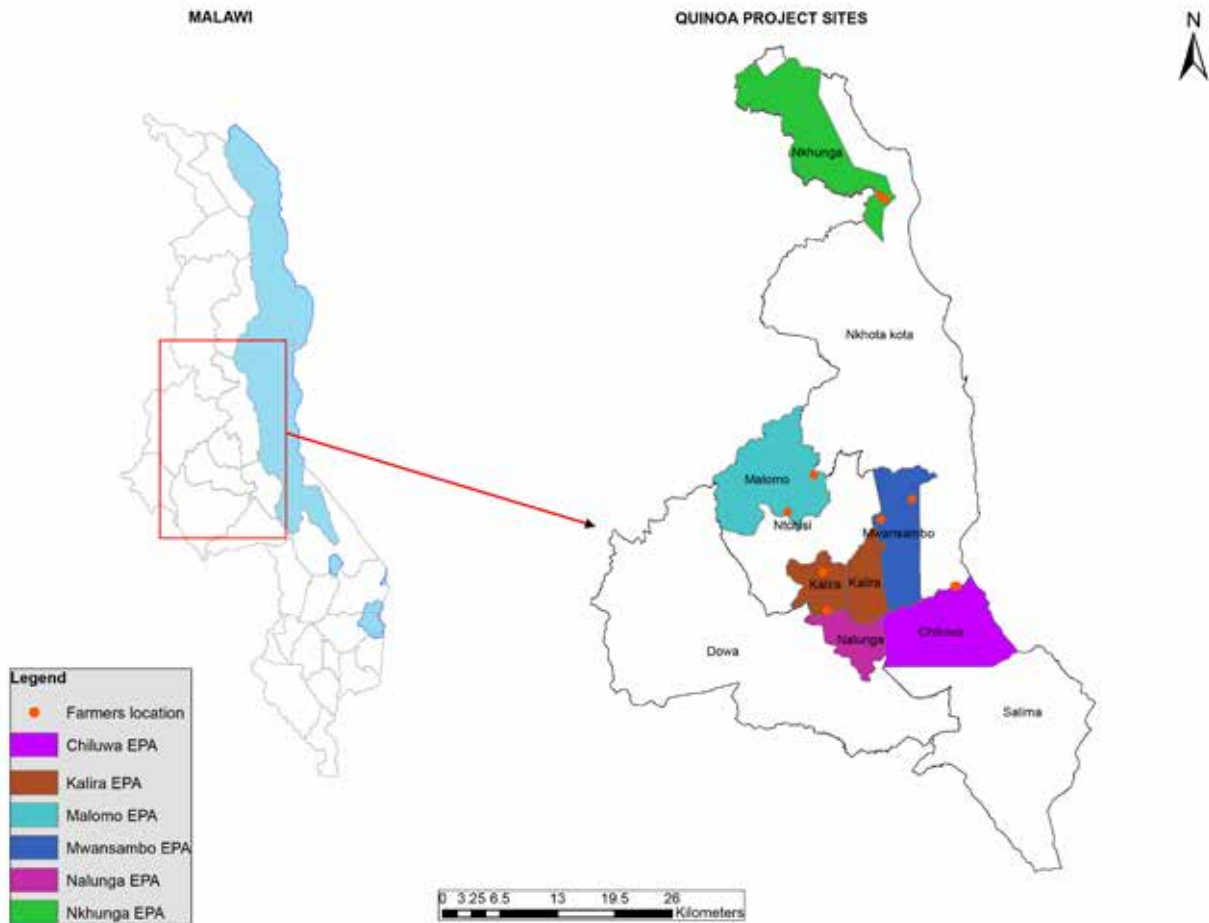 MALAWI
QUINOA PROJECT SITES
N
Nkhunga
Nkhota kota
Malomo
Ntchisi
Mwansambo
Kalira
Kalira
Nalunga
Chiluwa
Dowa
Salima
Legend
Farmers location
Chiluwa EPA
Kalira EPA
Malomo EPA
Mwansambo EPA
Nalunga EPA
Nkhunga EPA
0 3.25 6.5 13 19.5 26
Kilometers